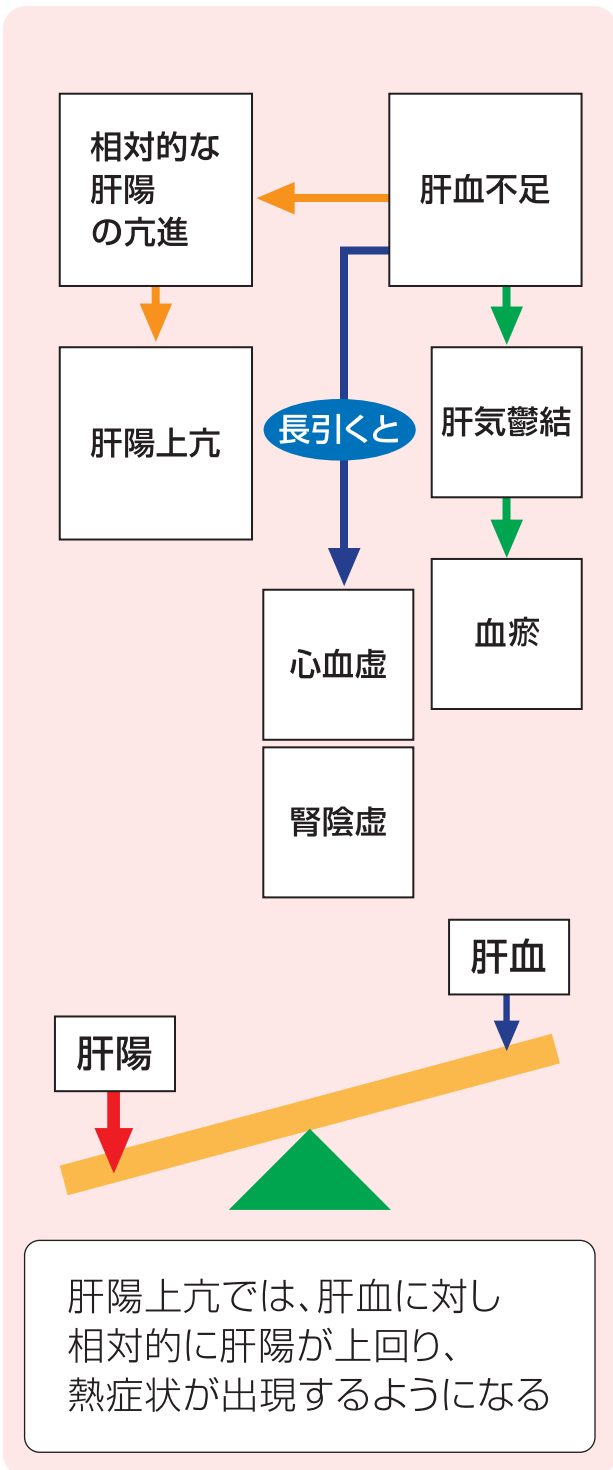 相対的な
肝陽
の亢進
肝血不足
肝陽上亢
長引くと
肝気鬱結
心血虚
血瘀
腎陰虚
肝血
肝陽
肝陽上亢では、肝血に対し
相対的に肝陽が上回り、
熱症状が出現するようになる